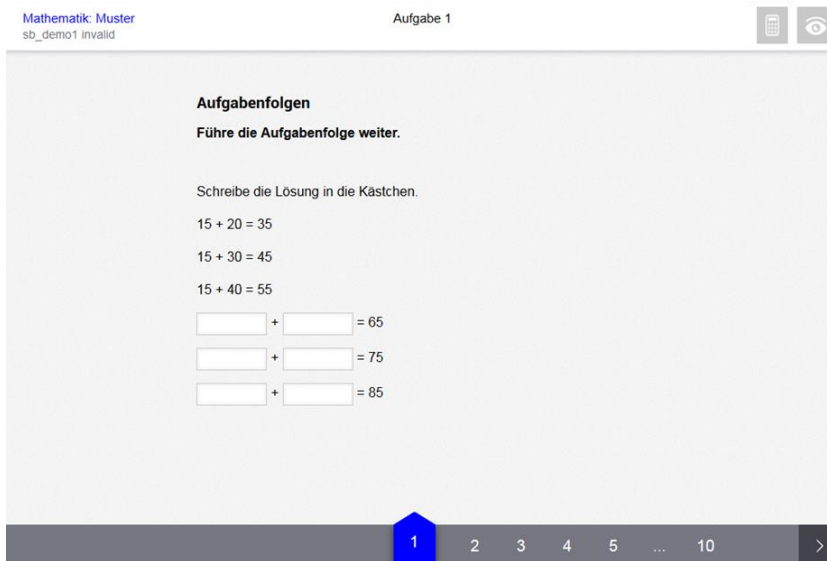 Mathematik: Muster
sb_demo1 invalid
Aufgabe 1
Aufgabenfolgen
Führe die Aufgabenfolge weiter.
Schreibe die Lösung in die Kästchen.
15 + 20 = 35
15 + 30 = 45
15 + 40 = 55
+ = 65
+ = 75
+ = 85
1 2 3 4 5 ... 10 >